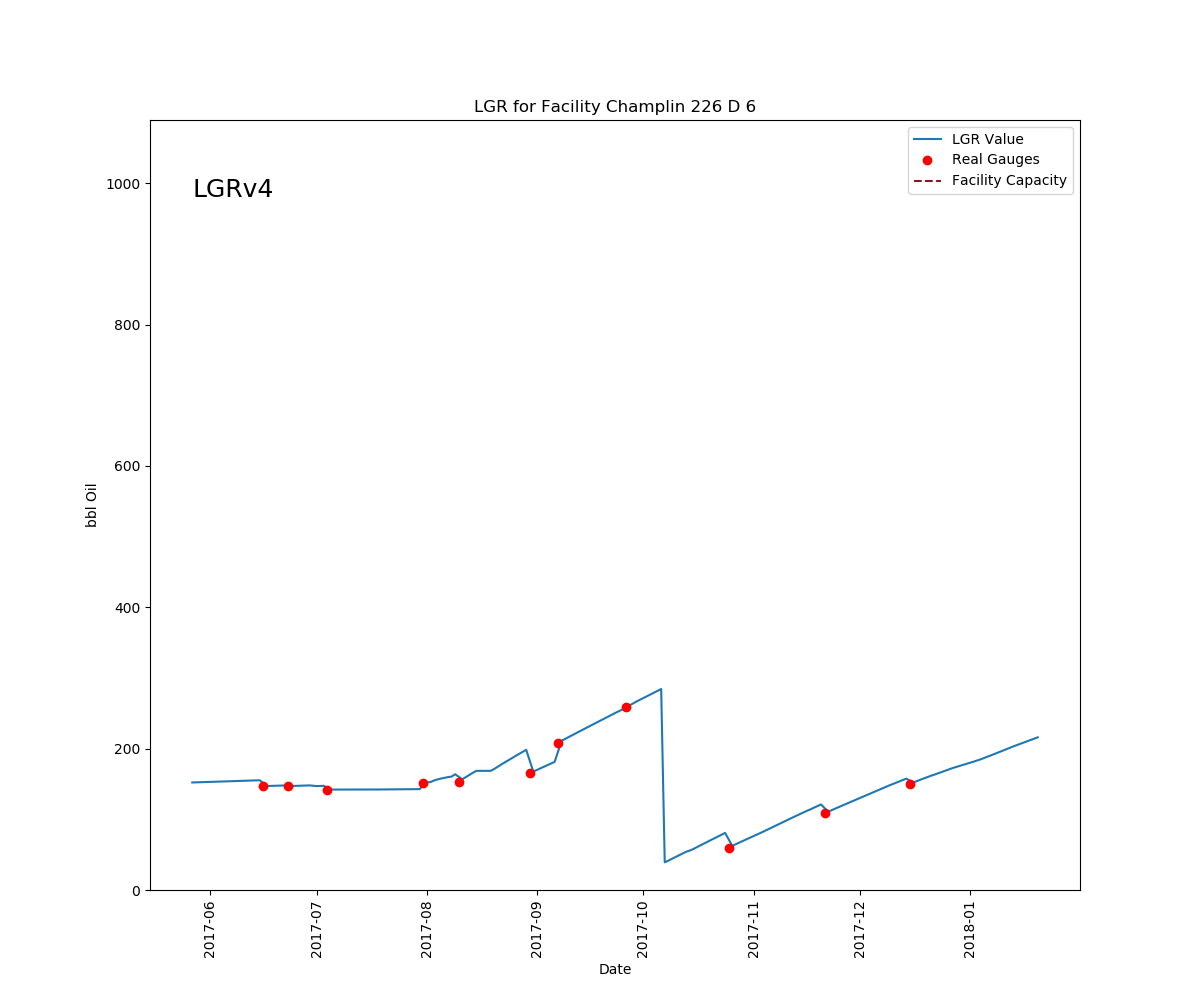 LGR for Facility Champlin 226 D 6
LGRv4
LGR Value
Real Gauges
Facility Capacity
bbl Oil
1000
800
600
400
200
0
2017-06
2017-07
2017-08
2017-09
2017-10
2017-11
2017-12
2018-01
Date